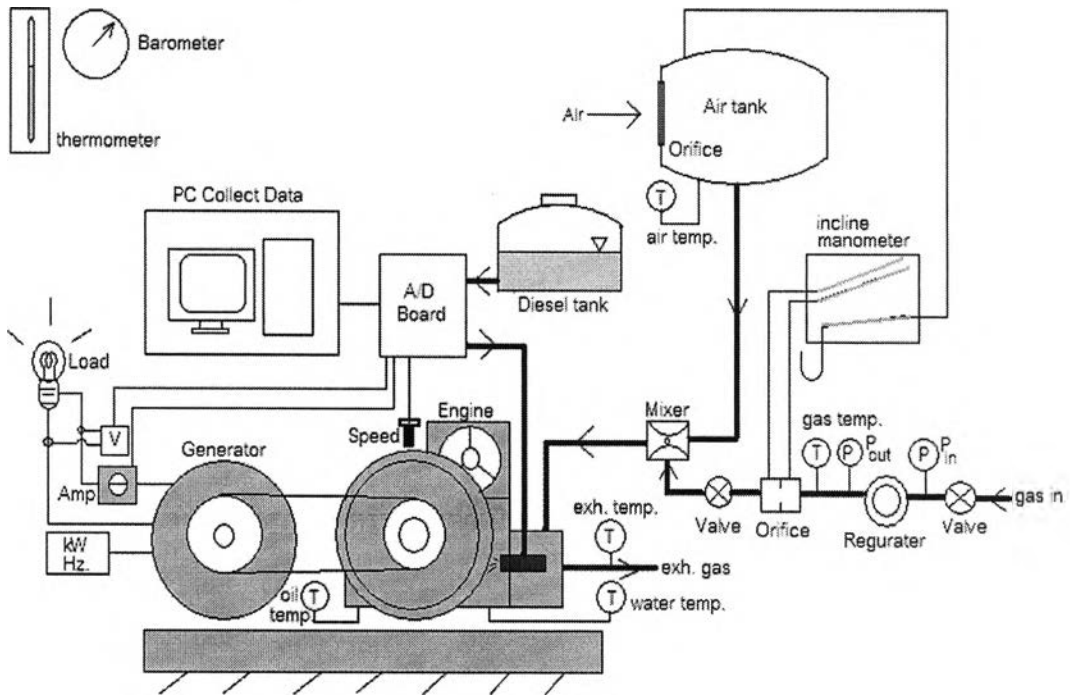 Barometer
thermometer
Air
Air tank
Orifice
T
air temp.
incline
manometer
PC Collect Data
A/D
Board
Diesel tank
Load
V
Amp
Generator
Speed
Engine
Mixer
gas temp.
T
P
P out
P
P in
Valve
Orifice
Regurater
Valve
gas in
kW
Hz.
exh. temp.
T
exh. gas
oil
temp
T
T
water temp.